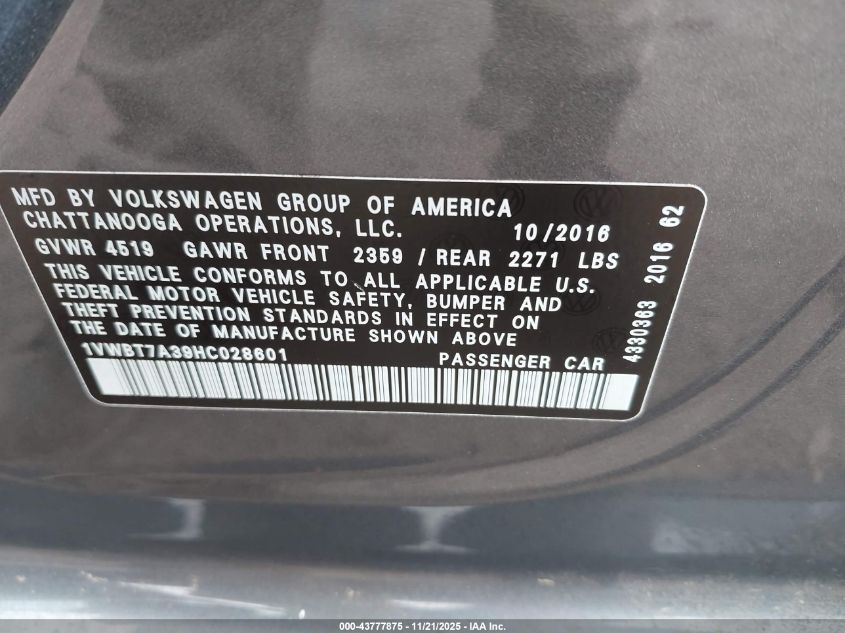 MFD BY VOLKSWAGEN GROUP OF AMERICA
CHATTANOOGA OPERATIONS, LLC. 10/2016
GVWR 4519 GAWR FRONT 2359 / REAR 2271 LBS
THIS VEHICLE CONFORMS TO ALL APPLICABLE U.S.
FEDERAL MOTOR VEHICLE SAFETY, BUMPER AND
THEFT PREVENTION STANDARDS IN EFFECT ON
THE DATE OF MANUFACTURE SHOWN ABOVE
1VWBT7A39HC028601 PASSENGER CAR
4330363 2016 62
000-43777875 - 11/21/2025 - IAA Inc.